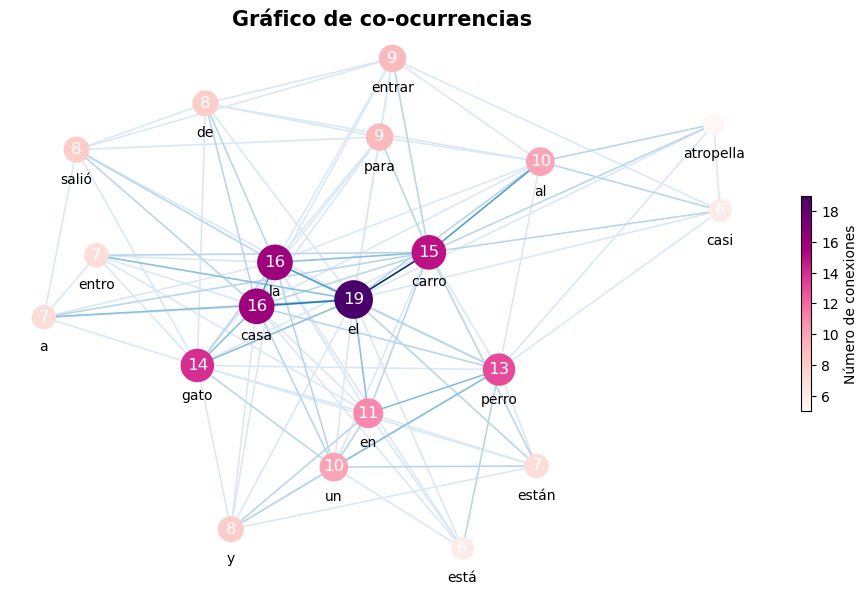 Gráfico de co-ocurrencias
9
entrar
8
de
atropella
9
para
8
salió
10
al
6
casi
7
entro
16
la
15
carro
19
el
16
casa
7
a
14
gato
13
perro
11
en
10
un
7
están
8
y
6
está
18
16
14
12
10
8
6
Número de conexiones